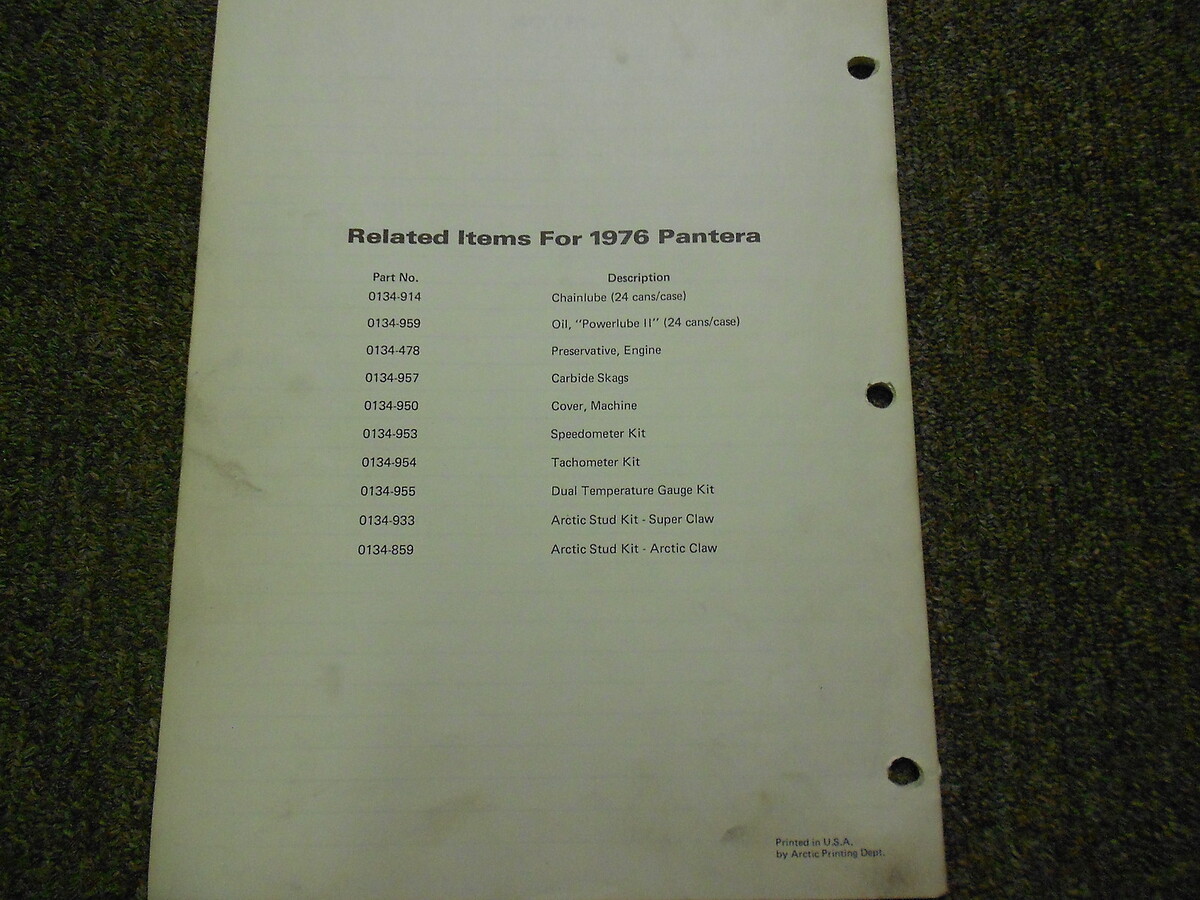 Related Items For 1976 Pantera
Part No. Description
0134-914 Chainlube (24 cans/case)
0134-959 Oil, "Powerlube II" (24 cans/case)
0134-478 Preservative, Engine
0134-957 Carbide Skags
0134-950 Cover, Machine
0134-953 Speedometer Kit
0134-954 Tachometer Kit
0134-955 Dual Temperature Gauge Kit
0134-933 Arctic Stud Kit - Super Claw
0134-859 Arctic Stud Kit - Arctic Claw
Printed in U.S.A.
by Arctic Printing Dept.